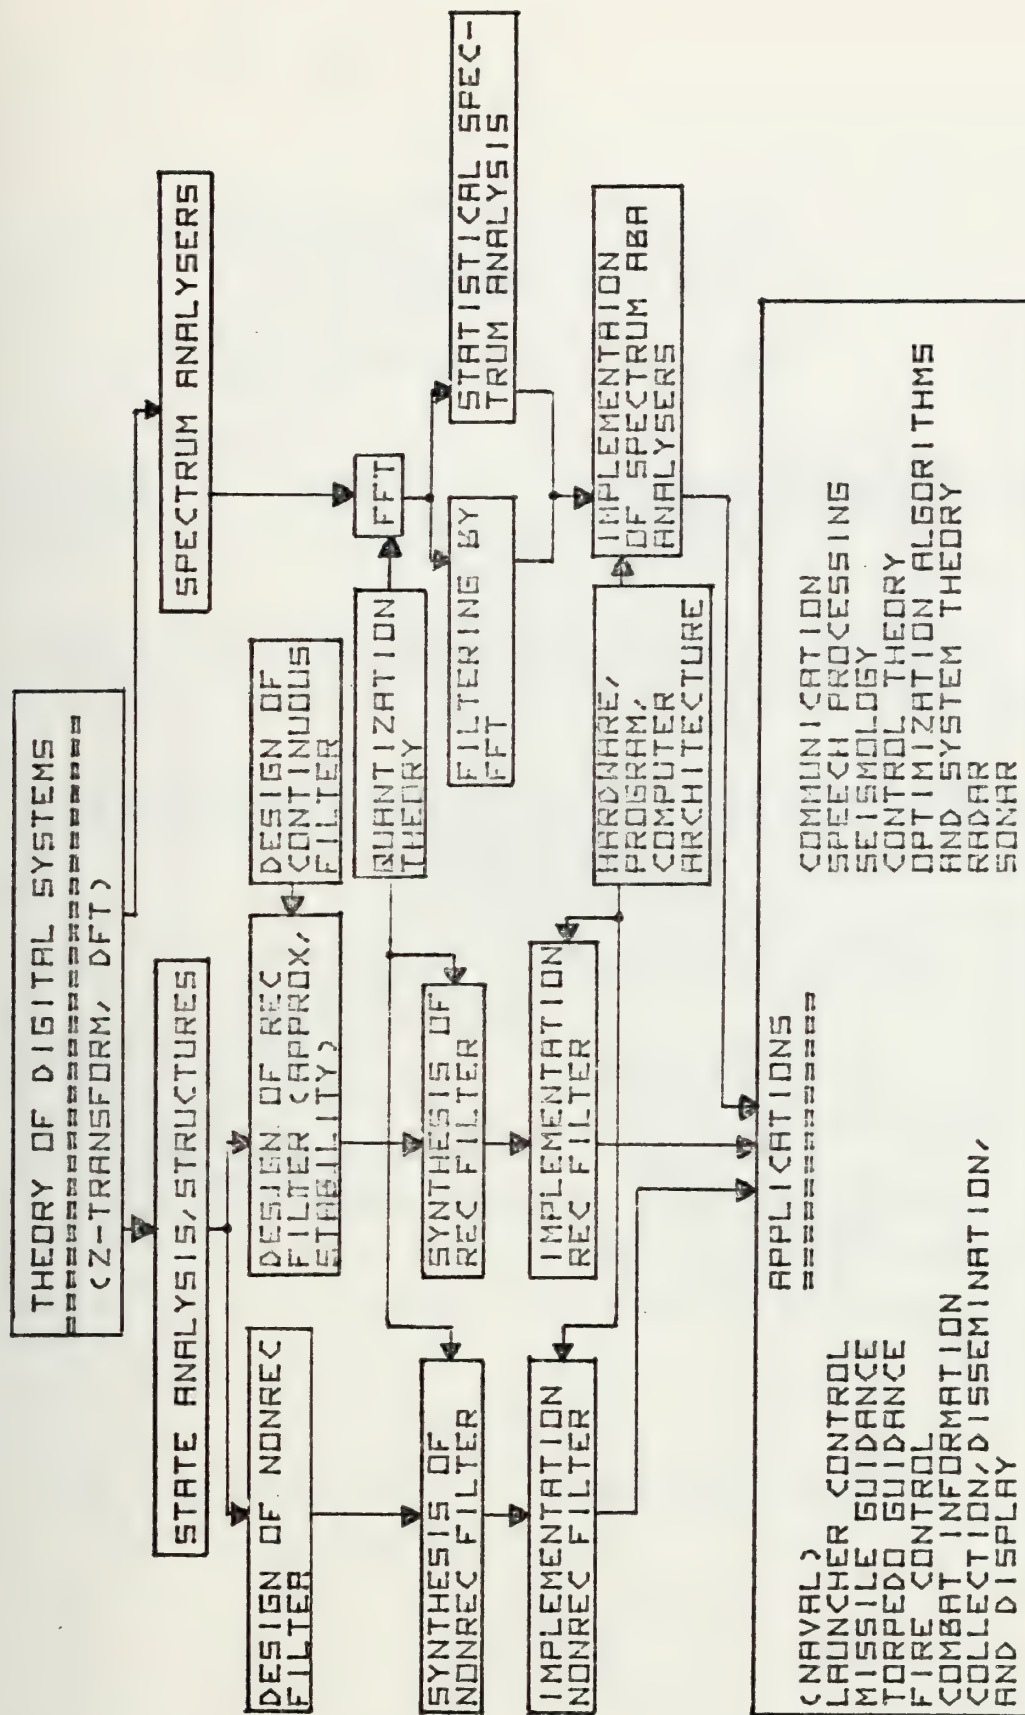 THEORY OF DIGITAL SYSTEMS
==========================
(Z-TRANSFORM, DFT)
STATE ANALYSIS,STRUCTURES
SPECTRUM ANALYSERS
DESIGN OF NONREC
FILTER
DESIGN OF REC
FILTER (APPROX,
STABILITY)
DESIGN OF
CONTINUOUS
FILTER
QUANTIZATION
THEORY
FFT
SYNTHESIS OF
NONREC FILTER
SYNTHESIS OF
REC FILTER
FILTERING BY
FFT
STATISTICAL SPEC-
TRUM ANALYSIS
IMPLEMENTATION
NONREC FILTER
IMPLEMENTATION
REC FILTER
HARDWARE,
PROGRAM,
COMPUTER
ARCHITECTURE
IMPLEMENTAION
OF SPECTRUM ABA
ANALYSERS
APPLICATIONS
============
(NAVAL)
LAUNCHER CONTROL
MISSILE GUIDANCE
TORPEDO GUIDANCE
FIRE CONTROL
COMBAT INFORMATION
COLLECTION,DISSEMINATION,
AND DISPLAY
COMMUNICATION
SPEECH PROCESSING
SEISMOLOGY
CONTROL THEORY
OPTIMIZATION ALGORITHMS
AND SYSTEM THEORY
RADAR
SONAR